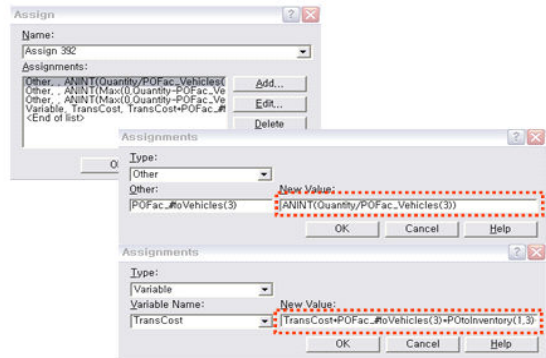 Assign
Name:
Assign 392
Assignments:
Other, , ANINT(Quantity/POFac_Vehicles(
Other, , ANINT(Max(0,Quantity-POFac_Ve
Other, , ANINT(Max(0,Quantity-POFac_Ve
Variable, TransCost, TransCost+POFac_#t
<End of list>
Add...
Edit...
Delete
Assignments
Type:
Other
Other:
New Value:
POFac_#toVehicles(3)
ANINT(Quantity/POFac_Vehicles(3))
OK
Cancel
Help
Assignments
Type:
Variable
Variable Name:
New Value:
TransCost
TransCost+POFac_#toVehicles(3)*POtoInventory(1,3)
OK
Cancel
Help